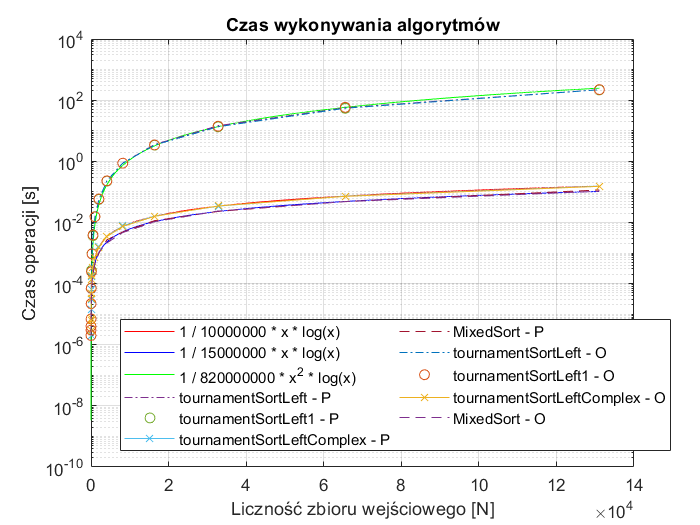 Czas wykonywania algorytmów
Czas operacji [s]
10^4
10^2
10^0
10^-2
10^-4
10^-6
10^-8
10^-10
1 / 10000000 * x * log(x)
1 / 15000000 * x * log(x)
1 / 820000000 * x^2 * log(x)
tournamentSortLeft - P
tournamentSortLeft1 - P
tournamentSortLeftComplex - P
MixedSort - P
tournamentSortLeft - O
tournamentSortLeft1 - O
tournamentSortLeftComplex - O
MixedSort - O
0 2 4 6 8 10 12 14
×10^4
Liczność zbioru wejściowego [N]